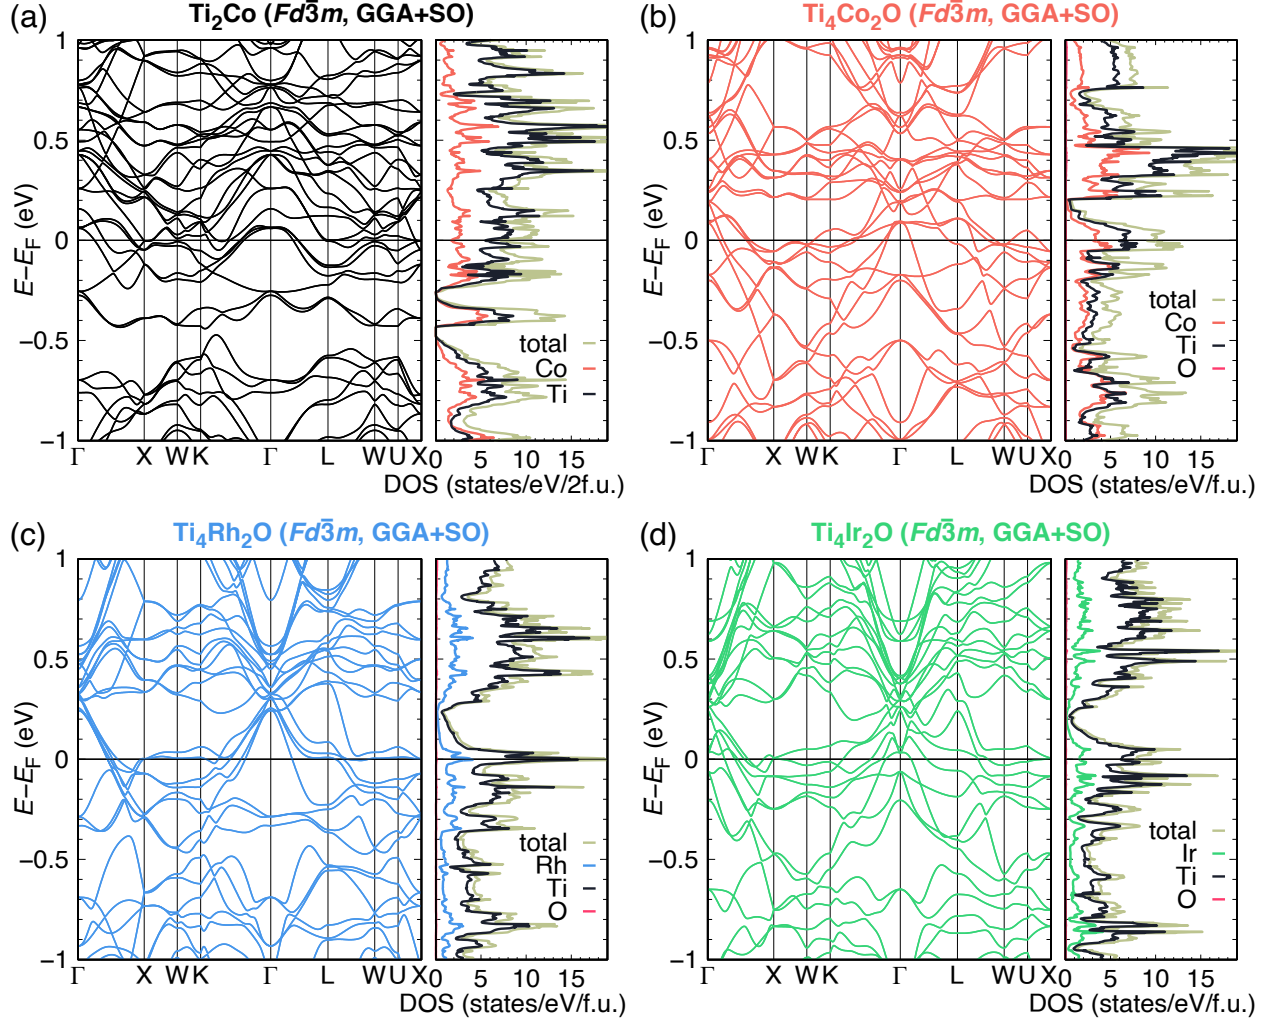 (a)
Ti2Co (Fd3̄m, GGA+SO)
1
0.5
0
−0.5
−1
E−EF (eV)
Γ X W K Γ L W U X
0 5 10 15
DOS (states/eV/2f.u.)
total
Co
Ti
(b)
Ti4Co2O (Fd3̄m, GGA+SO)
1
0.5
0
−0.5
−1
E−EF (eV)
Γ X W K Γ L W U X
0 5 10 15
DOS (states/eV/f.u.)
total
Co
Ti
O
(c)
Ti4Rh2O (Fd3̄m, GGA+SO)
1
0.5
0
−0.5
−1
E−EF (eV)
Γ X W K Γ L W U X
0 5 10 15
DOS (states/eV/f.u.)
total
Rh
Ti
O
(d)
Ti4Ir2O (Fd3̄m, GGA+SO)
1
0.5
0
−0.5
−1
E−EF (eV)
Γ X W K Γ L W U X
0 5 10 15
DOS (states/eV/f.u.)
total
Ir
Ti
O